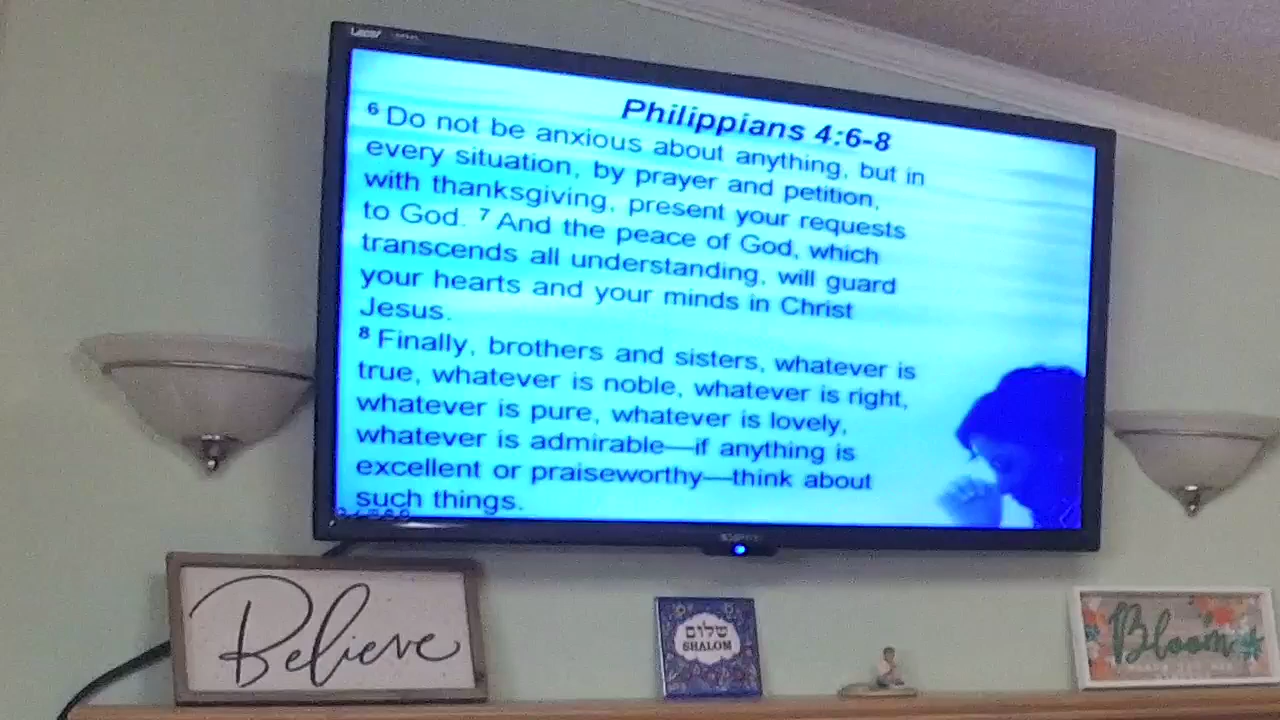 Philippians 4:6-8
6 Do not be anxious about anything, but in
every situation, by prayer and petition,
with thanksgiving, present your requests
to God. 7 And the peace of God, which
transcends all understanding, will guard
your hearts and your minds in Christ
Jesus.
8 Finally, brothers and sisters, whatever is
true, whatever is noble, whatever is right,
whatever is pure, whatever is lovely,
whatever is admirable—if anything is
excellent or praiseworthy—think about
such things.
Believe
שלום
SHALOM
Bloom